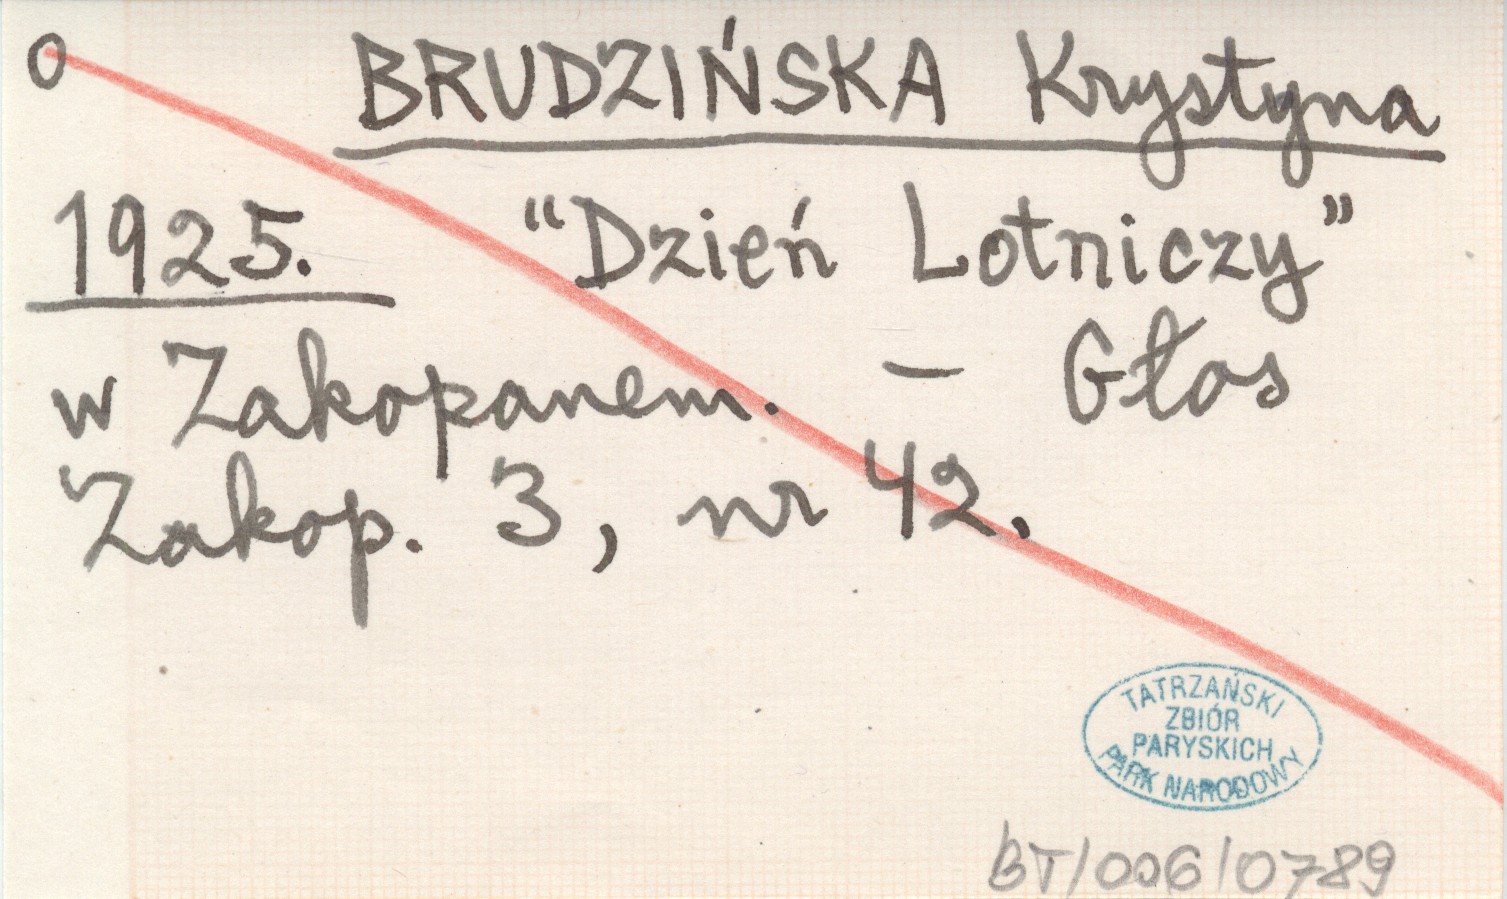 O BRUDZIŃSKA Krystyna
1925. “Dzień Lotniczy”
w Zakopanem. — Głos
Zakop. 3, nr 42.
TATRZAŃSKI
ZBIÓR
PARYSKICH
PARK NARODOWY
BT/006/0789